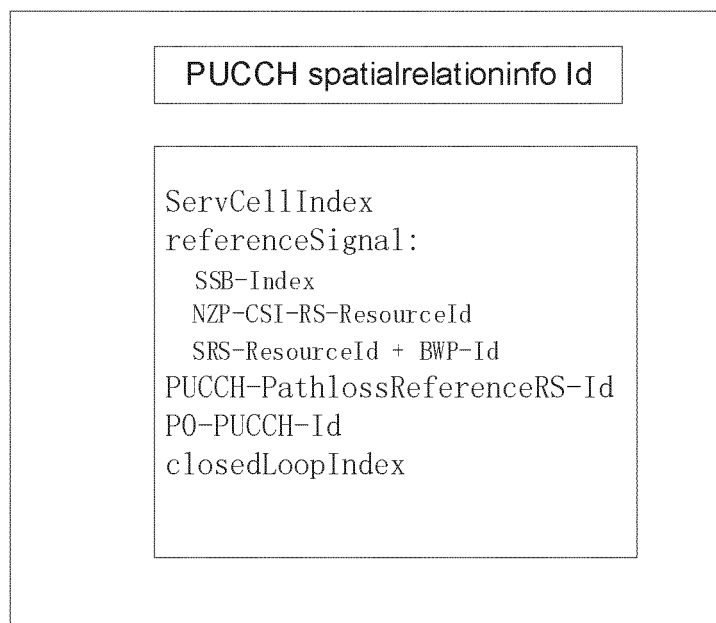 PUCCH spatialrelationinfo Id
ServCellIndex
referenceSignal:
SSB-Index
NZP-CSI-RS-ResourceId
SRS-ResourceId + BWP-Id
PUCCH-PathlossReferenceRS-Id
P0-PUCCH-Id
closedLoopIndex